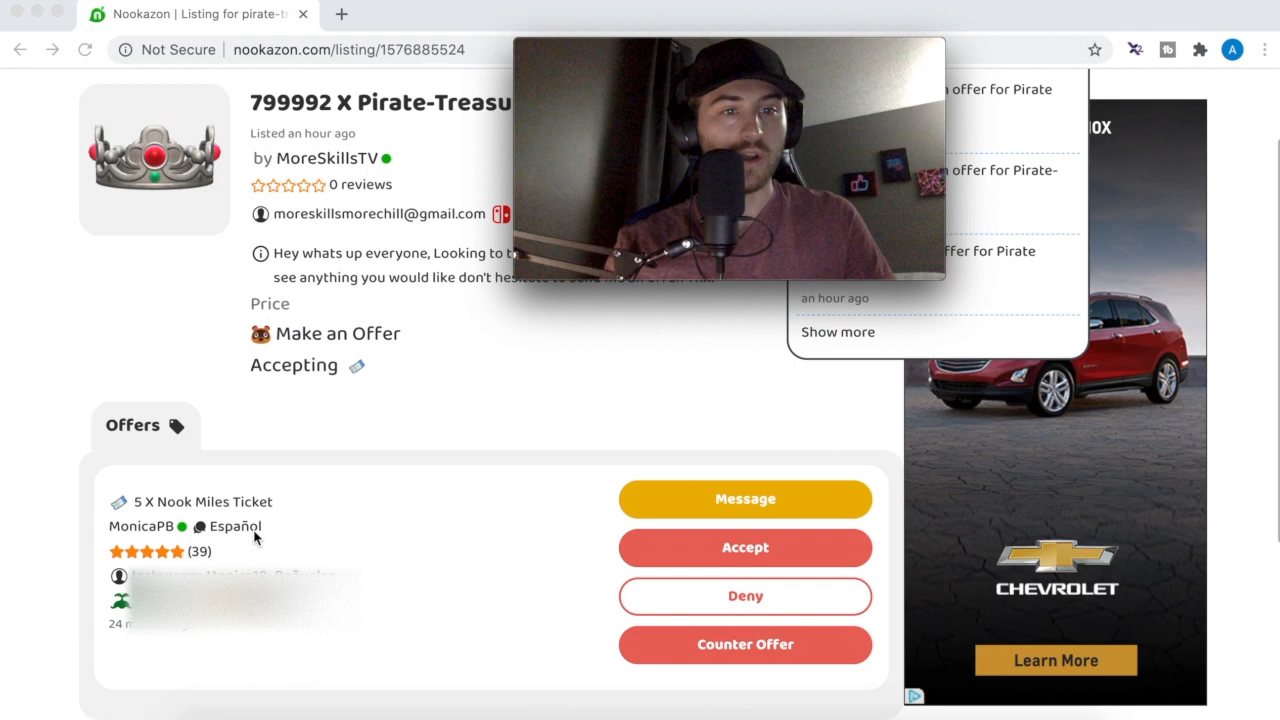 Nookazon | Listing for pirate-tr
Not Secure | nookazon.com/listing/1576885524
A
799992 X Pirate-Treasu
Listed an hour ago
by MoreSkillsTV
0 reviews
moreskillsmorechill@gmail.com
Hey whats up everyone, Looking to t
see anything you would like don't
Price
Make an Offer
Accepting
offer for Pirate
offer for Pirate-
ffer for Pirate
an hour ago
Show more
Offers
5 X Nook Miles Ticket
MonicaPB Español
(39)
24 m
Message
Accept
Deny
Counter Offer
CHEVROLET
Learn More